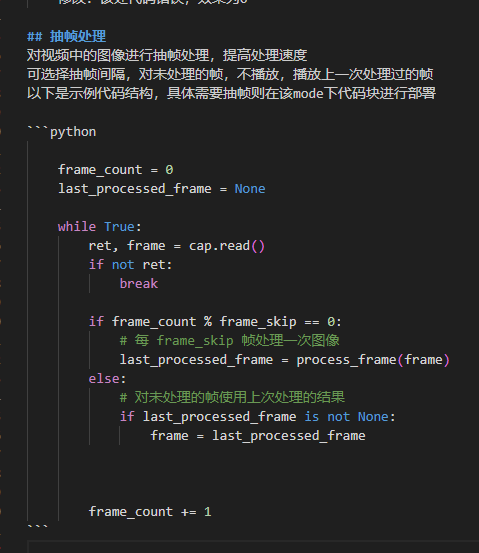 ## 抽帧处理
对视频中的图像进行抽帧处理，提高处理速度
可选择抽帧间隔，对未处理的帧，不播放，播放上一次处理过的帧
以下是示例代码结构，具体需要抽帧则在该mode下代码块进行部署
```python
frame_count = 0
last_processed_frame = None
while True:
ret, frame = cap.read()
if not ret:
break
if frame_count % frame_skip == 0:
# 每 frame_skip 帧处理一次图像
last_processed_frame = process_frame(frame)
else:
# 对未处理的帧使用上次处理的结果
if last_processed_frame is not None:
frame = last_processed_frame
frame_count += 1
```